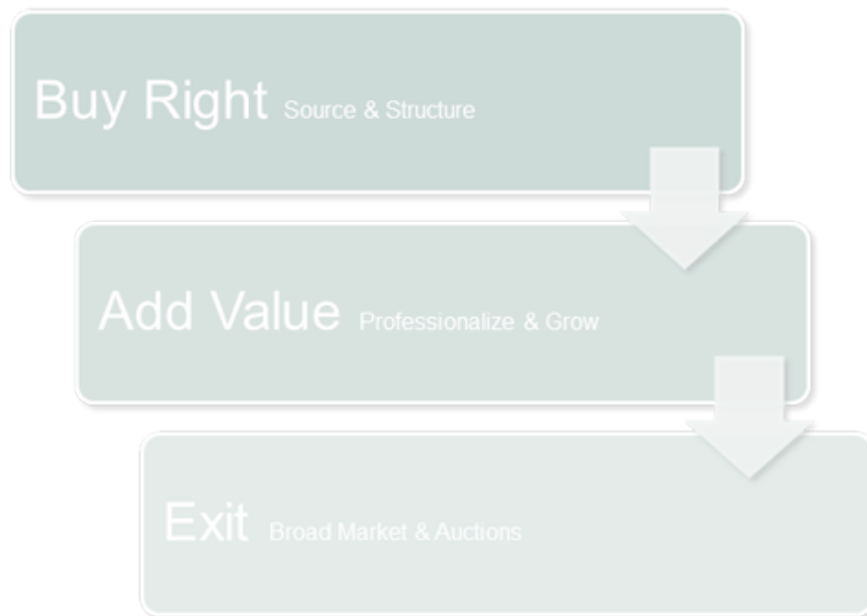 Buy Right Source & Structure
Add Value Professionalize & Grow
Exit Broad Market & Auctions